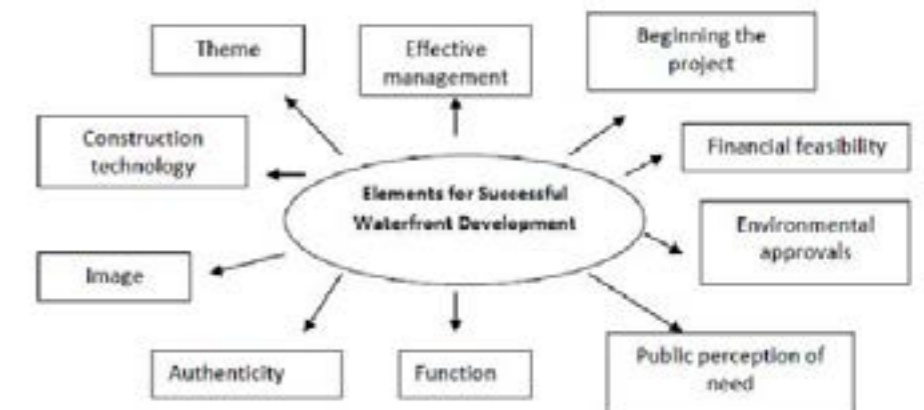 Theme
Effective
management
Beginning the
project
Construction
technology
Financial feasibility
Elements for Successful
Waterfront Development
Environmental
approvals
Image
Authenticity
Function
Public perception of
need